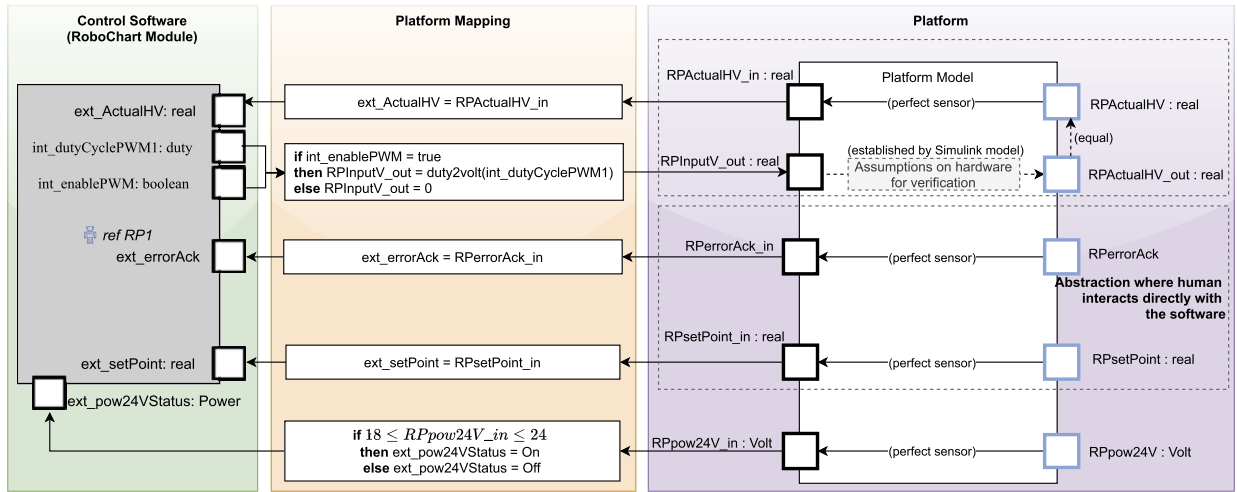 Control Software
(RoboChart Module)
Platform Mapping
Platform
ext_ActualHV: real
int_dutyCyclePWM1: duty
int_enablePWM: boolean
ref RP1
ext_errorAck
ext_setPoint: real
ext_pow24VStatus: Power
ext_ActualHV = RPActualHV_in
if int_enablePWM = true
then RPInputV_out = duty2volt(int_dutyCyclePWM1)
else RPInputV_out = 0
ext_errorAck = RPerrorAck_in
ext_setPoint = RPsetPoint_in
if 18 ≤ RPpow24V_in ≤ 24
then ext_pow24VStatus = On
else ext_pow24VStatus = Off
RPActualHV_in : real
Platform Model
(perfect sensor)
RPActualHV : real
(equal)
RPInputV_out : real
(established by Simulink model)
Assumptions on hardware
for verification
RPActualHV_out : real
RPerrorAck_in
(perfect sensor)
RPerrorAck
Abstraction where human
interacts directly with
the software
RPsetPoint_in : real
(perfect sensor)
RPsetPoint : real
RPpow24V_in : Volt
(perfect sensor)
RPpow24V : Volt